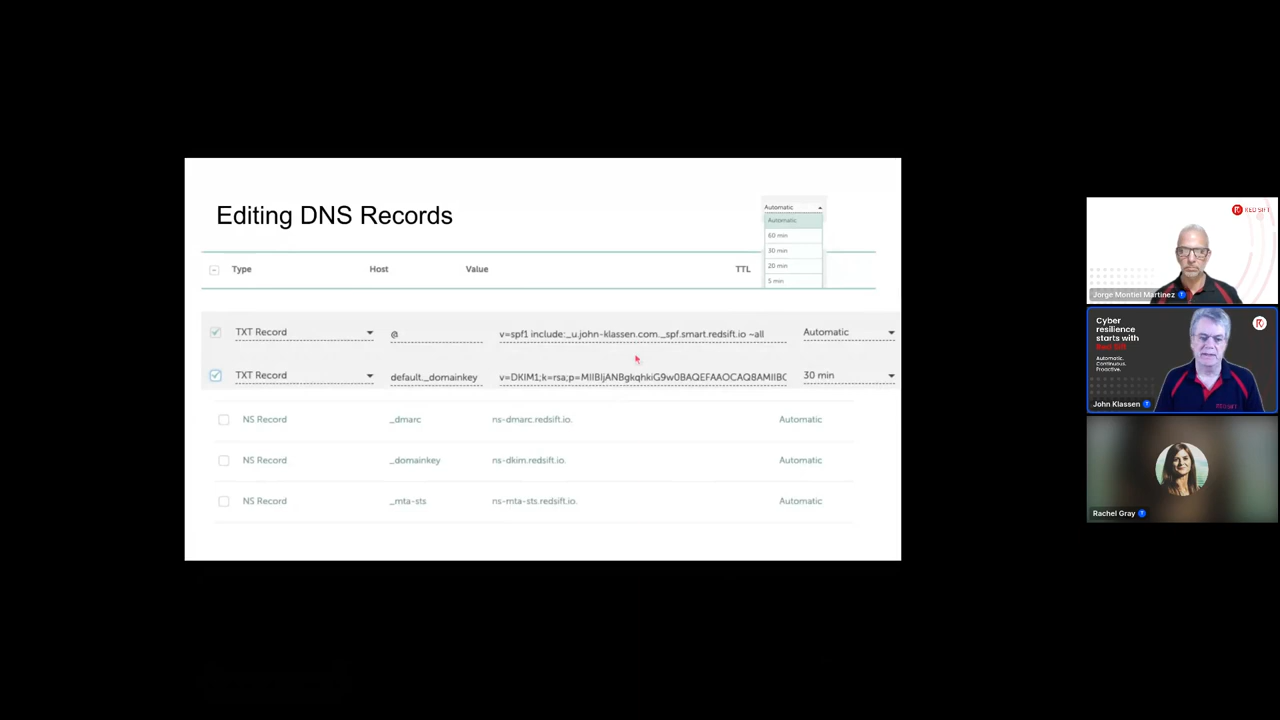 Editing DNS Records
Automatic
Automatic
60 min
30 min
20 min
5 min
Type Host Value TTL
TXT Record @ v=spf1 include:_u.john-klassen.com._spf.smart.redsift.io ~all Automatic
TXT Record default._domainkey v=DKIM1;k=rsa;p=MIIBIjANBgkqhkiG9w0BAQEFAAOCAQ8AMIIBC 30 min
NS Record _dmarc ns-dmarc.redsift.io. Automatic
NS Record _domainkey ns-dkim.redsift.io. Automatic
NS Record _mta-sts ns-mta-sts.redsift.io. Automatic
RED SIFT
Jorge Montiel Martinez T
Cyber
resilience
starts with
Red Sift
Automatic.
Continuous.
Proactive.
RED SIFT
John Klassen T
Rachel Gray T